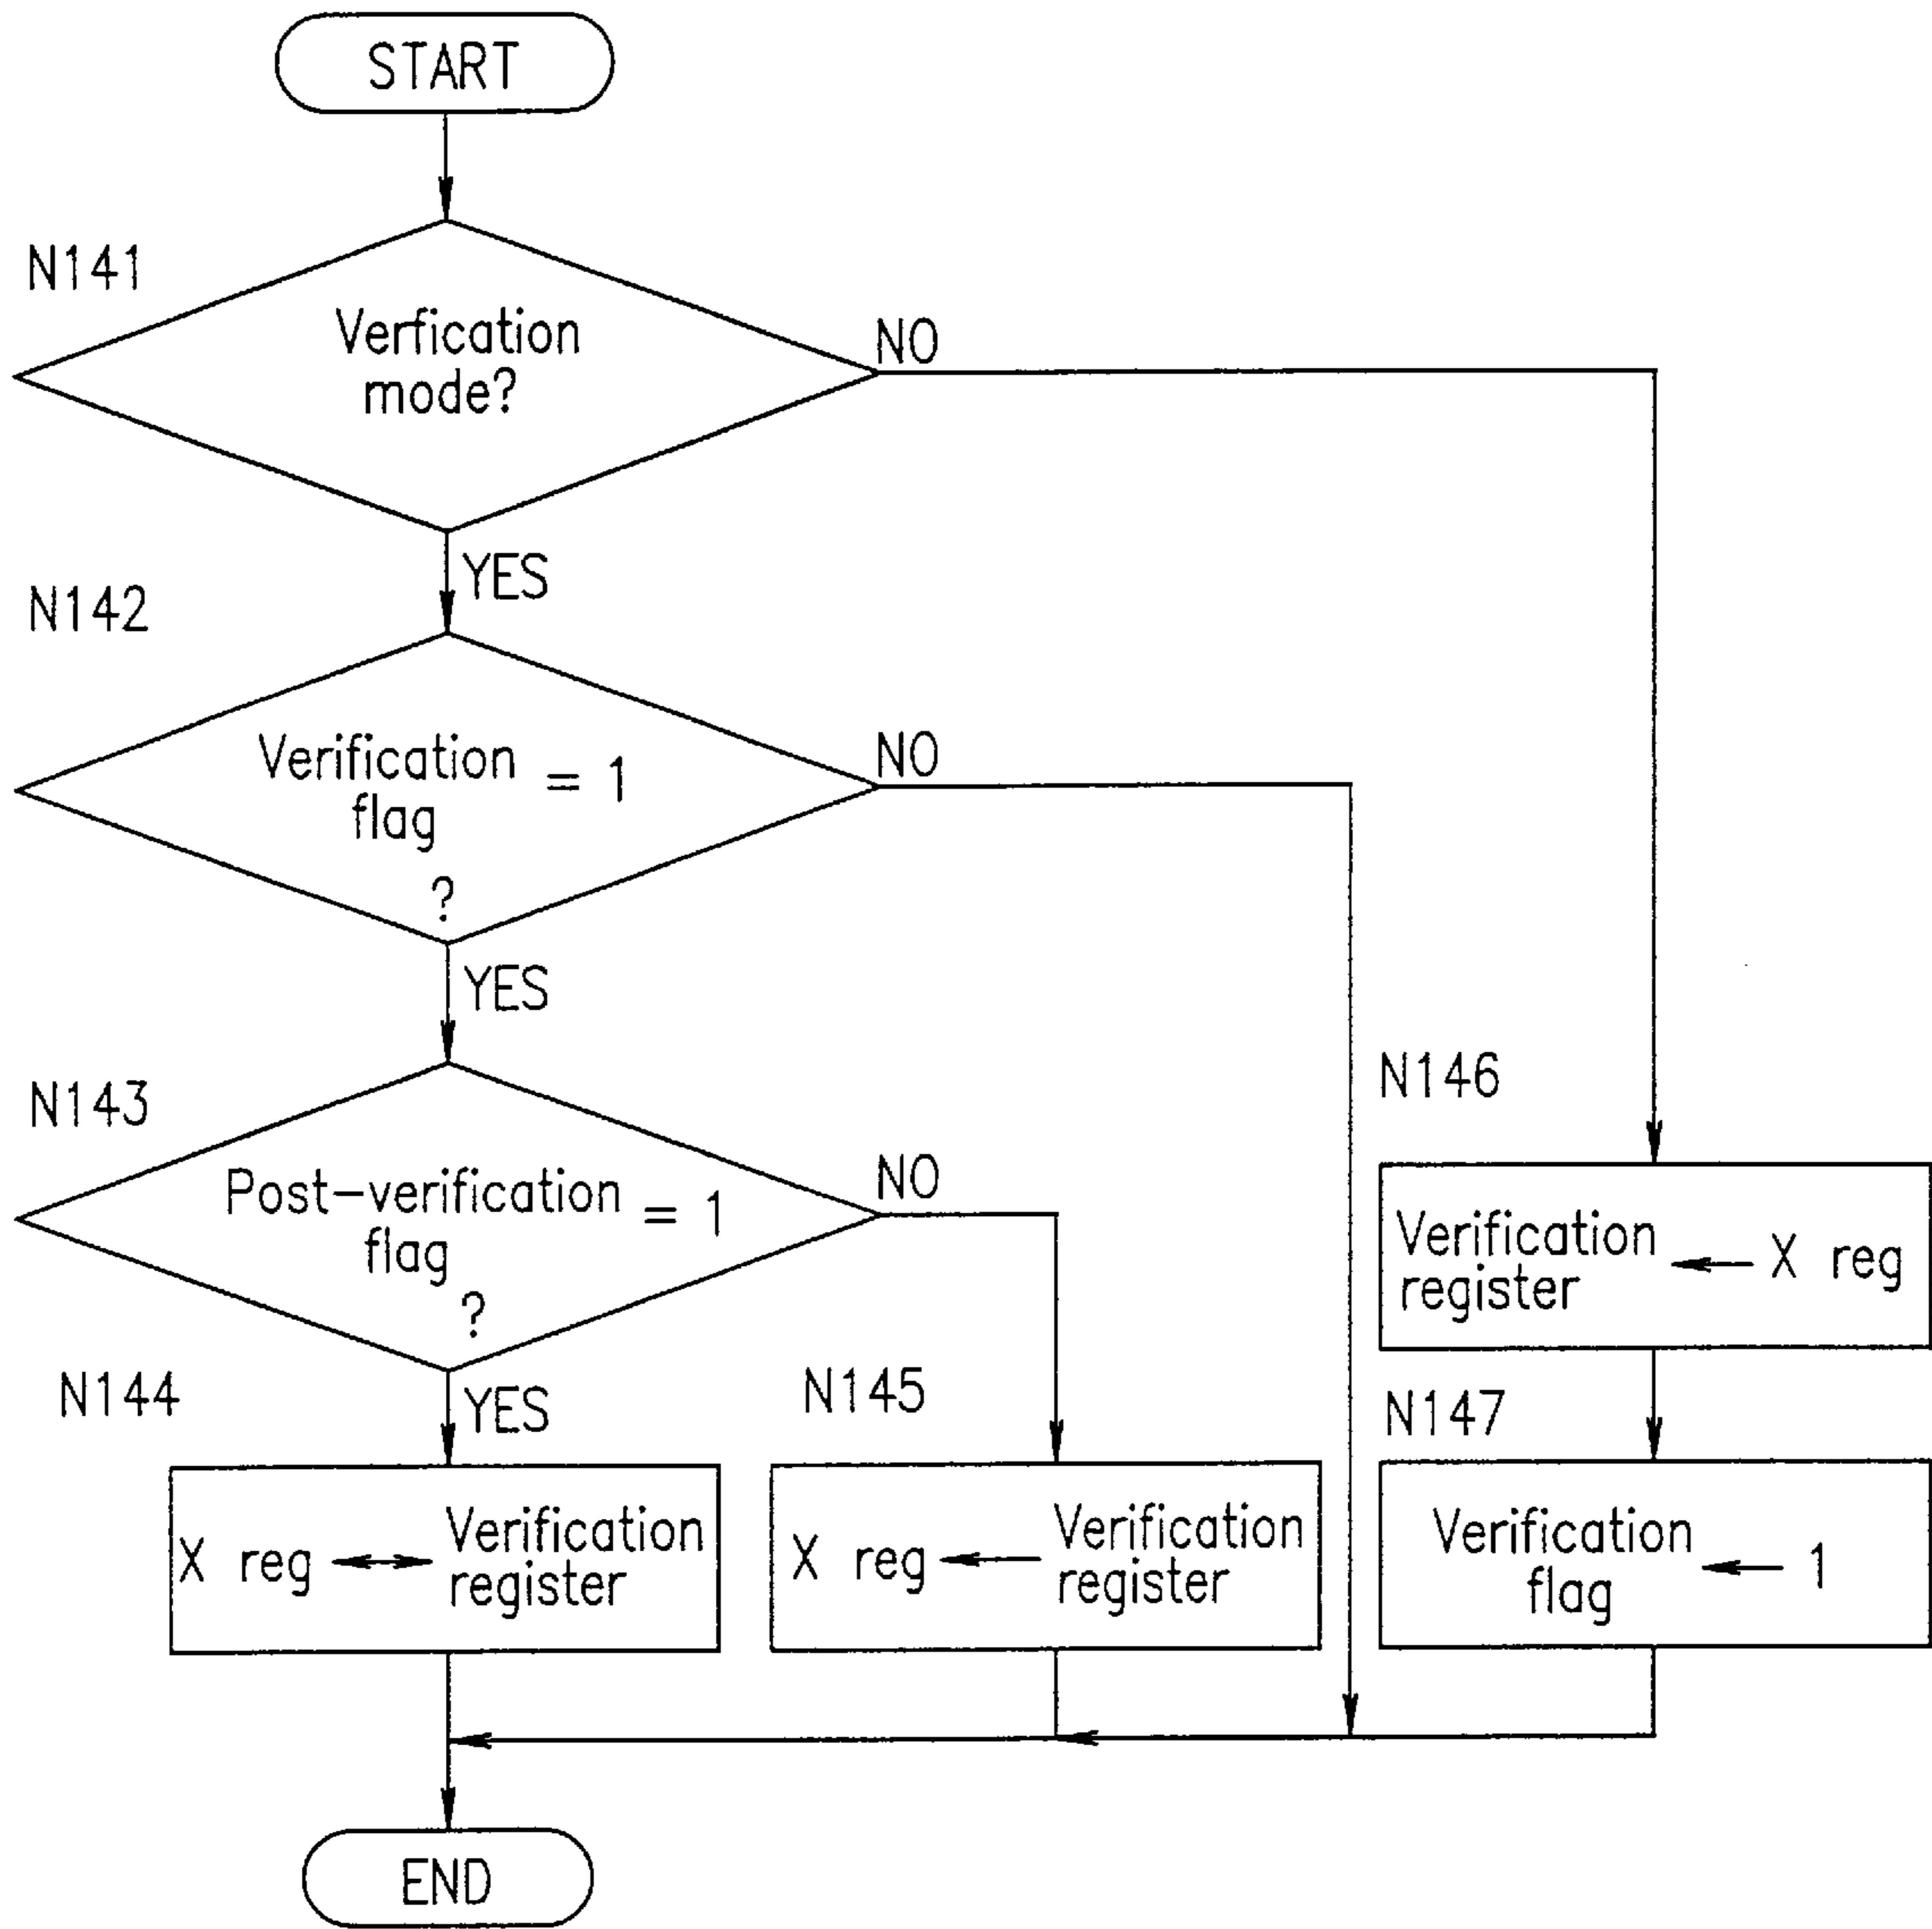 START
N141
Verfication
mode?
NO
YES
N142
Verification = 1
flag
?
NO
YES
N143
Post-verification = 1
flag
?
NO
YES
N144
X reg ↔ Verification
register
N145
X reg ← Verification
register
N146
Verification ← X reg
register
N147
Verification ← 1
flag
END